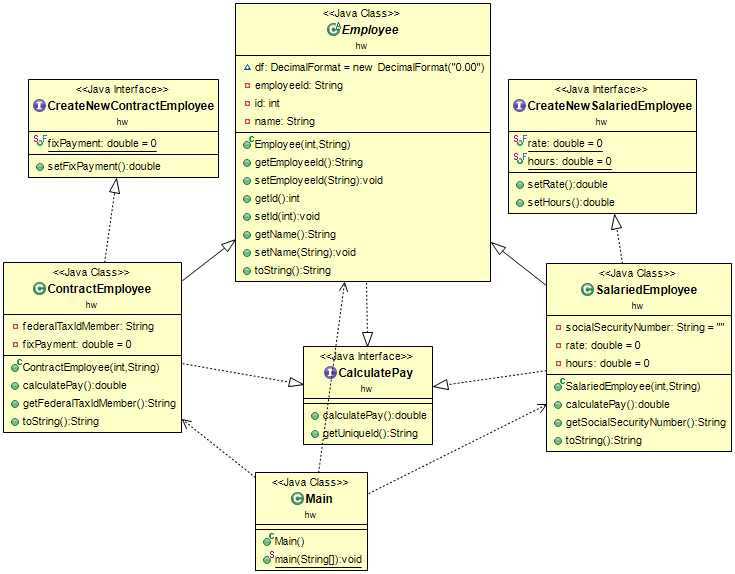 <<Java Class>>
Employee
hw
df: DecimalFormat = new DecimalFormat("0.00")
employeeId: String
id: int
name: String
Employee(int,String)
getEmployeeId():String
setEmployeeId(String):void
getId():int
setId(int):void
getName():String
setName(String):void
toString():String
<<Java Interface>>
CreateNewContractEmployee
hw
fixPayment: double = 0
setFixPayment():double
<<Java Interface>>
CreateNewSalariedEmployee
hw
rate: double = 0
hours: double = 0
setRate():double
setHours():double
<<Java Class>>
ContractEmployee
hw
federalTaxIdMember: String
fixPayment: double = 0
ContractEmployee(int,String)
calculatePay():double
getFederalTaxIdMember():String
toString():String
<<Java Class>>
SalariedEmployee
hw
socialSecurityNumber: String = ""
rate: double = 0
hours: double = 0
SalariedEmployee(int,String)
calculatePay():double
getSocialSecurityNumber():String
toString():String
<<Java Interface>>
CalculatePay
hw
calculatePay():double
getUniqueId():String
<<Java Class>>
Main
hw
Main()
main(String[]):void